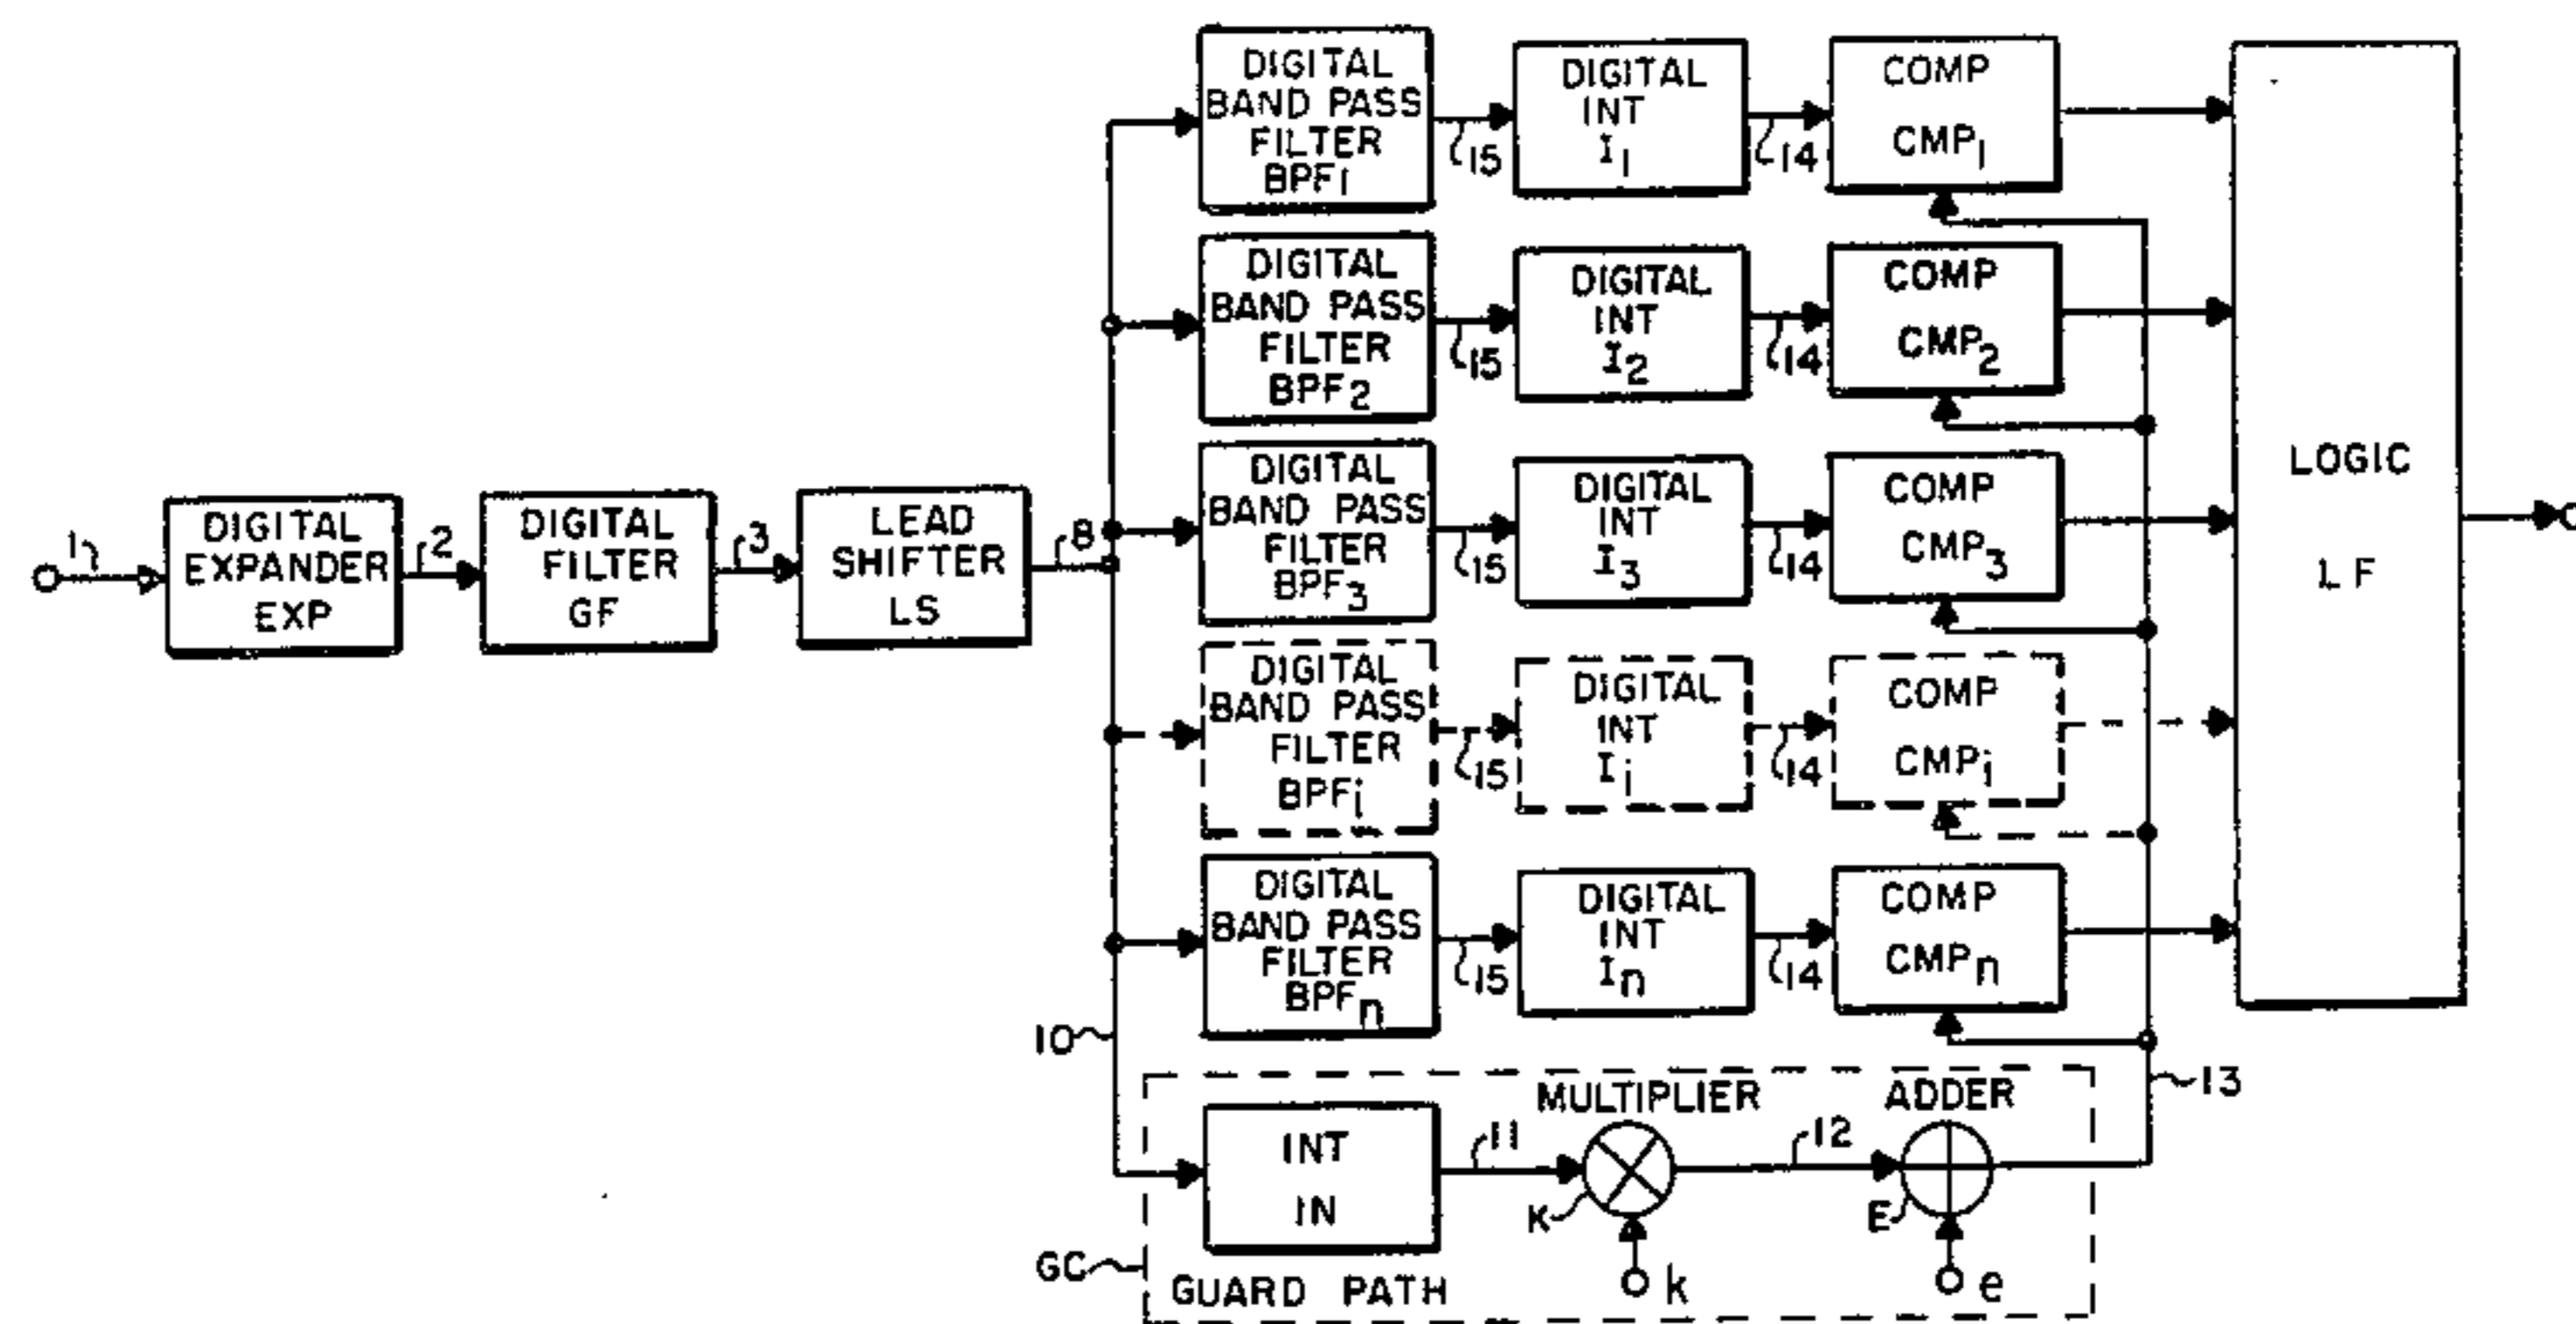 1
DIGITAL
EXPANDER
EXP
2
DIGITAL
FILTER
GF
3
LEAD
SHIFTER
LS
8
DIGITAL
BAND PASS
FILTER
BPF1
15
DIGITAL
INT
I1
14
COMP
CMP1
DIGITAL
BAND PASS
FILTER
BPF2
15
DIGITAL
INT
I2
14
COMP
CMP2
DIGITAL
BAND PASS
FILTER
BPF3
15
DIGITAL
INT
I3
14
COMP
CMP3
DIGITAL
BAND PASS
FILTER
BPFi
15
DIGITAL
INT
Ii
14
COMP
CMPi
DIGITAL
BAND PASS
FILTER
BPFn
15
DIGITAL
INT
In
14
COMP
CMPn
LOGIC
LF
10
13
MULTIPLIER
ADDER
INT
IN
11
12
K
E
k
e
GC
GUARD PATH